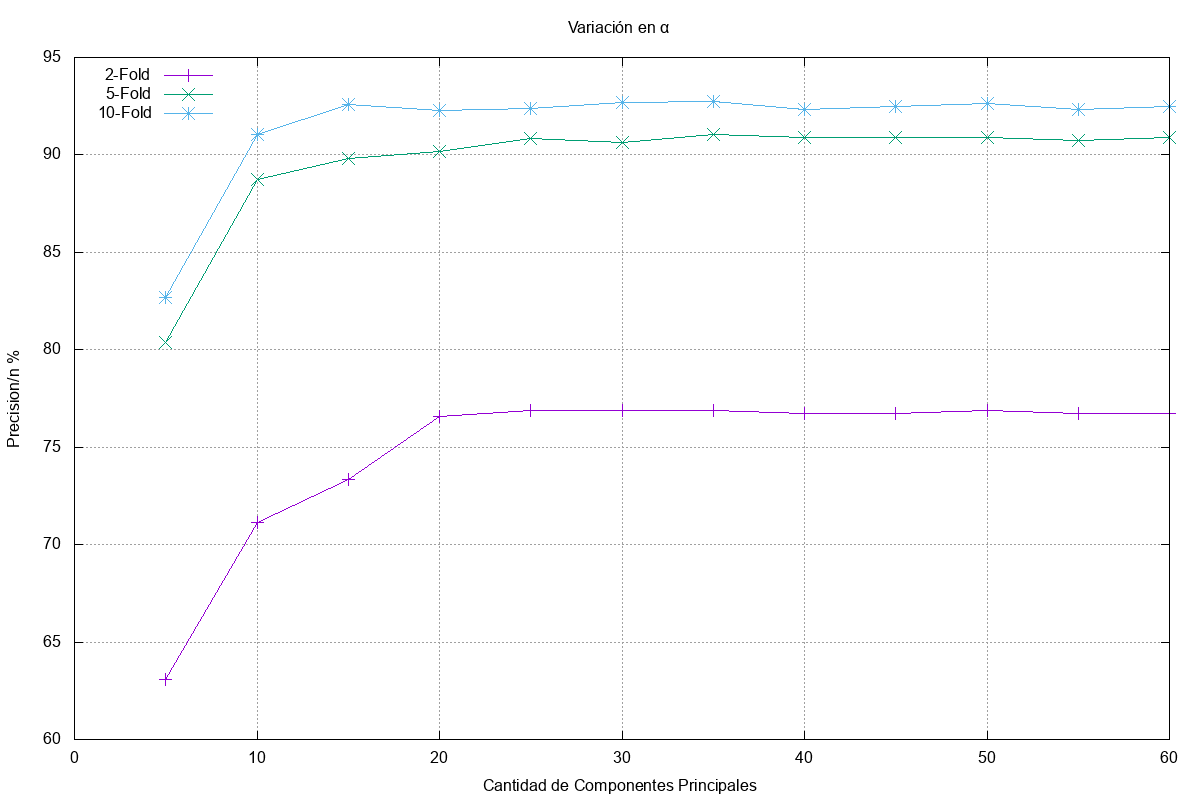 Variación en α
95
90
85
80
75
70
65
60
Precision/n %
2-Fold
5-Fold
10-Fold
0 10 20 30 40 50 60
Cantidad de Componentes Principales